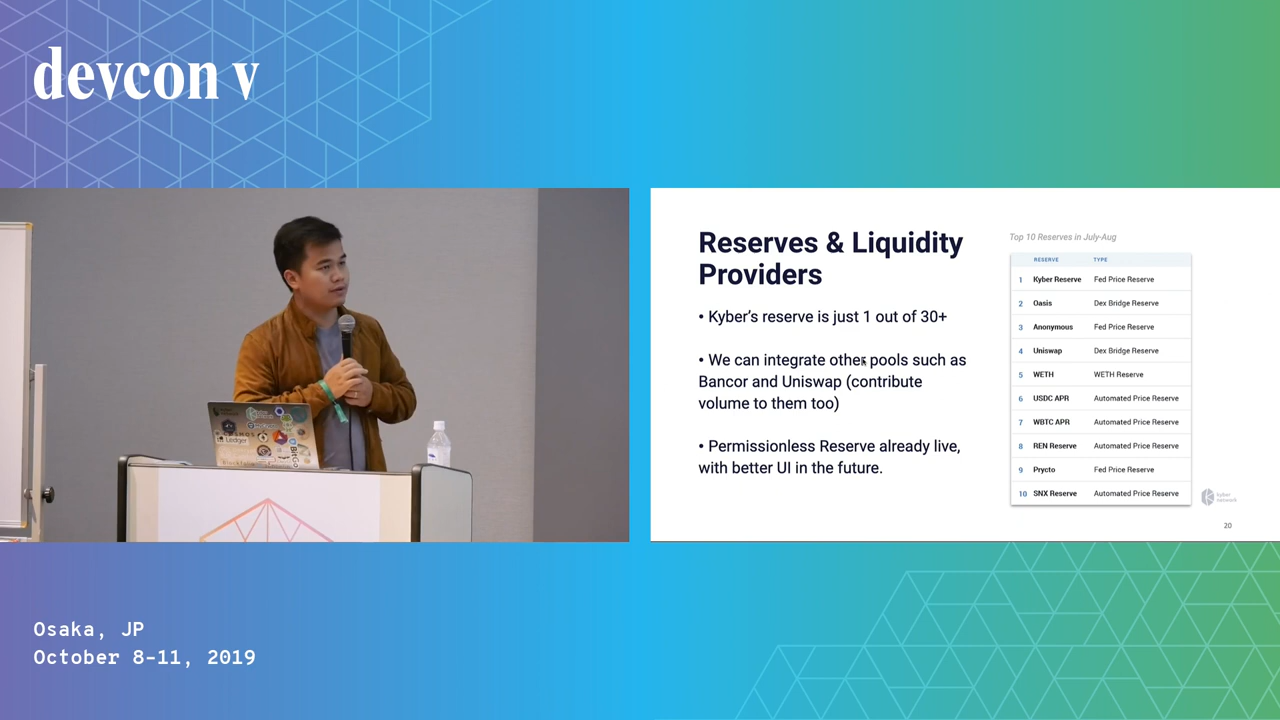 devcon v
Reserves & Liquidity
Providers
• Kyber's reserve is just 1 out of 30+
• We can integrate other pools such as
Bancor and Uniswap (contribute
volume to them too)
• Permissionless Reserve already live,
with better UI in the future.
Top 10 Reserves in July-Aug
RESERVE TYPE
1 Kyber Reserve Fed Price Reserve
2 Oasis Dex Bridge Reserve
3 Anonymous Fed Price Reserve
4 Uniswap Dex Bridge Reserve
5 WETH WETH Reserve
6 USDC APR Automated Price Reserve
7 WBTC APR Automated Price Reserve
8 REN Reserve Automated Price Reserve
9 Prycto Fed Price Reserve
10 SNX Reserve Automated Price Reserve
kyber
network
20
Ledger
Osaka, JP
October 8-11, 2019